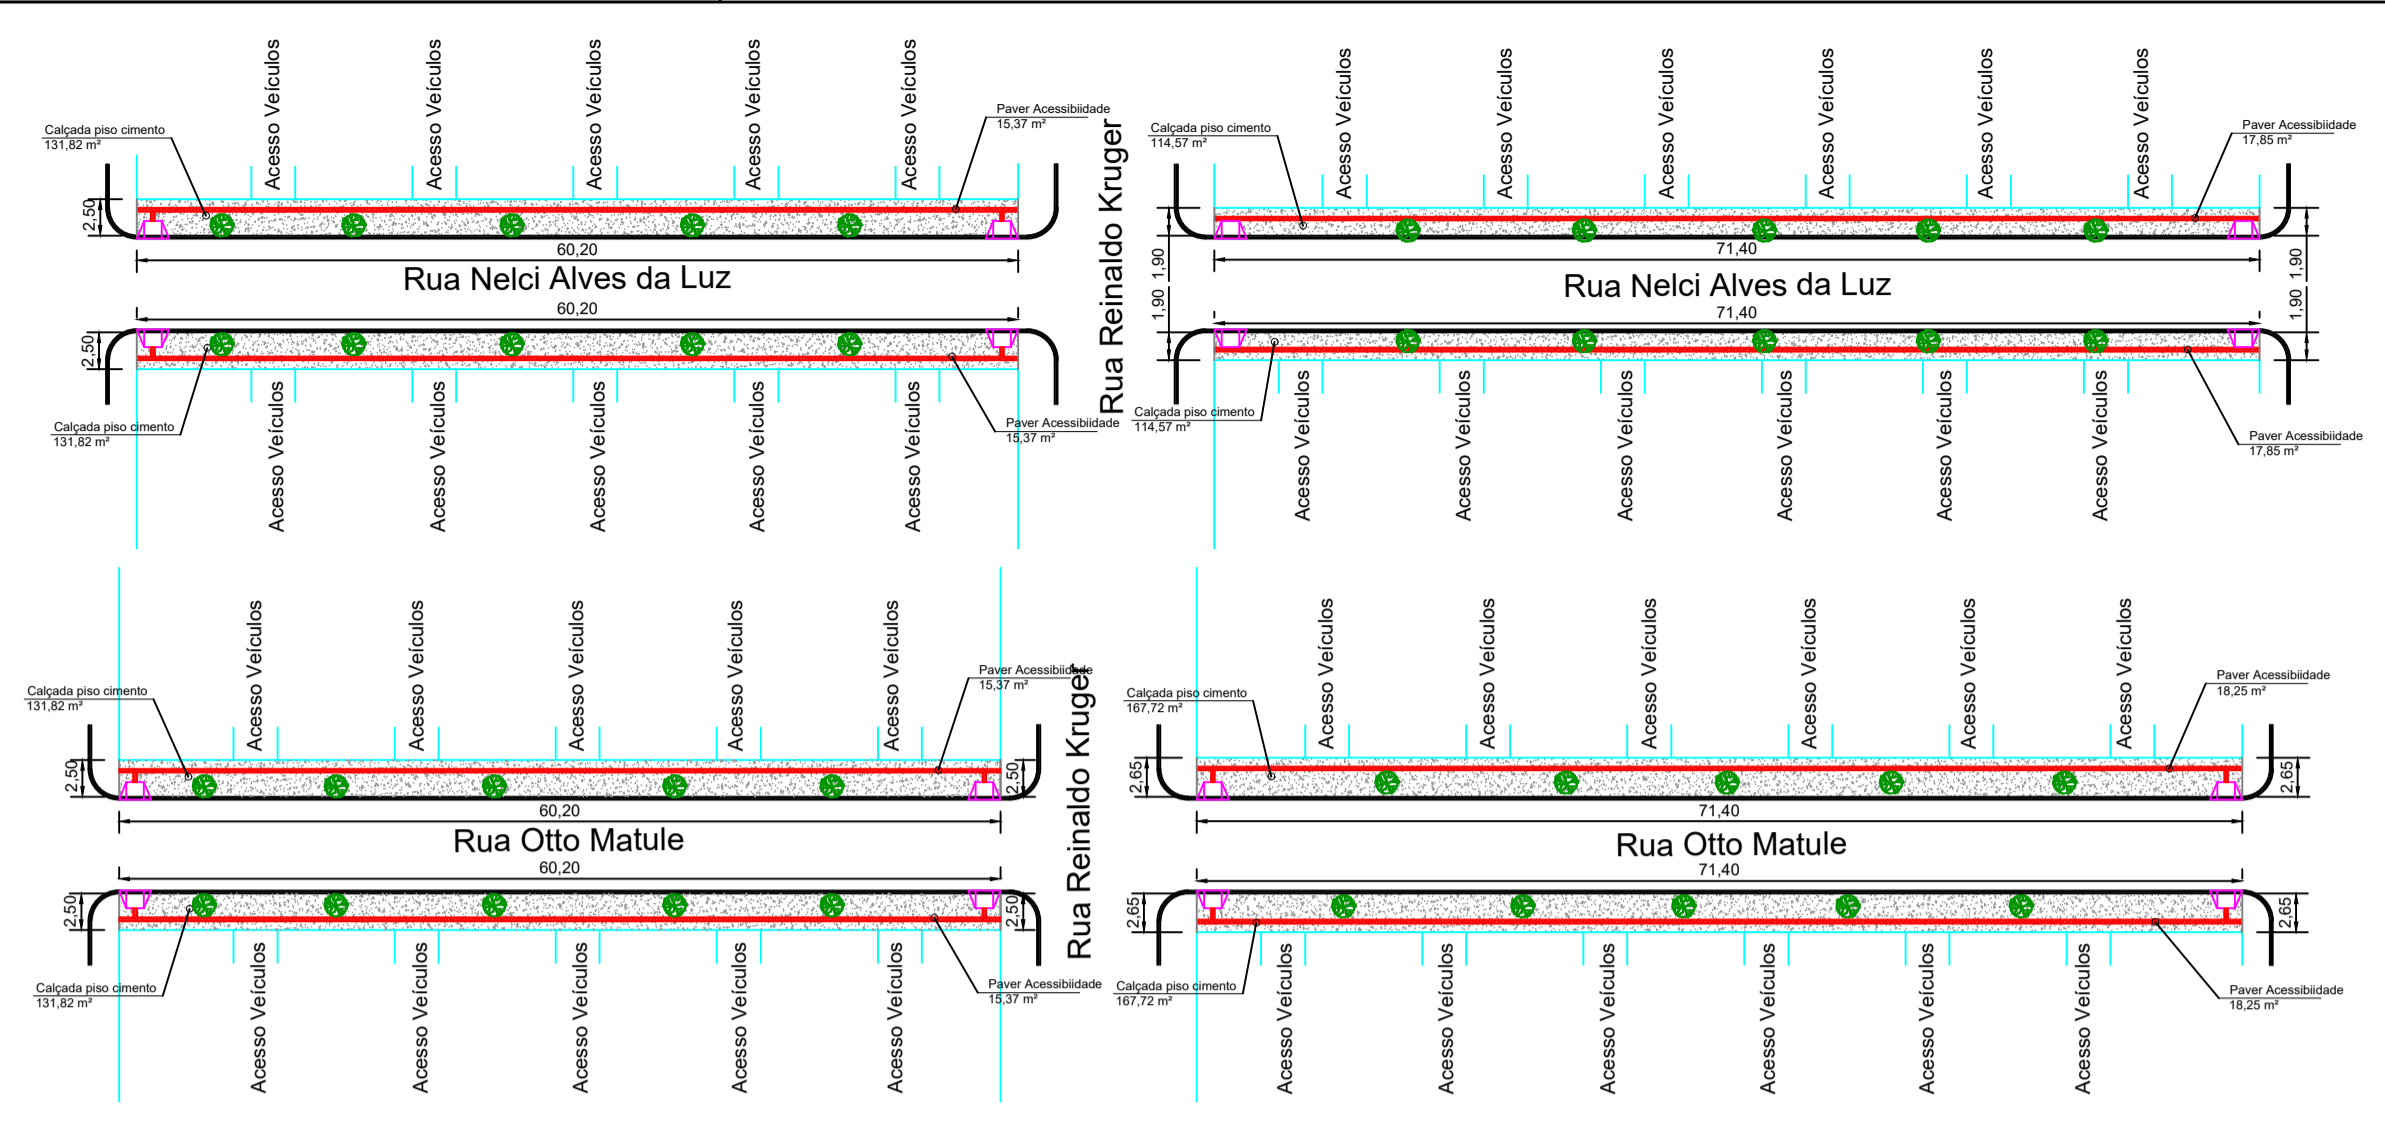 Acesso Veículos
Acesso Veículos
Acesso Veículos
Acesso Veículos
Acesso Veículos
Calçada piso cimento
131,82 m²
Paver Acessibiidade
15,37 m²
2,50
60,20
Rua Nelci Alves da Luz
60,20
2,50
Calçada piso cimento
131,82 m²
Paver Acessibiidade
15,37 m²
Acesso Veículos
Acesso Veículos
Acesso Veículos
Acesso Veículos
Acesso Veículos
Rua Reinaldo Kruger
Acesso Veículos
Acesso Veículos
Acesso Veículos
Acesso Veículos
Acesso Veículos
Acesso Veículos
Calçada piso cimento
114,57 m²
Paver Acessibiidade
17,85 m²
1,90
71,40
1,90
Rua Nelci Alves da Luz
1,90
71,40
1,90
Calçada piso cimento
114,57 m²
Paver Acessibiidade
17,85 m²
Acesso Veículos
Acesso Veículos
Acesso Veículos
Acesso Veículos
Acesso Veículos
Acesso Veículos
Acesso Veículos
Acesso Veículos
Acesso Veículos
Acesso Veículos
Acesso Veículos
Calçada piso cimento
131,82 m²
Paver Acessibiidade
15,37 m²
2,50
2,50
60,20
Rua Otto Matule
60,20
2,50
2,50
Calçada piso cimento
131,82 m²
Paver Acessibiidade
15,37 m²
Acesso Veículos
Acesso Veículos
Acesso Veículos
Acesso Veículos
Acesso Veículos
Rua Reinaldo Kruger
Acesso Veículos
Acesso Veículos
Acesso Veículos
Acesso Veículos
Acesso Veículos
Acesso Veículos
Calçada piso cimento
167,72 m²
Paver Acessibiidade
18,25 m²
2,65
2,65
71,40
Rua Otto Matule
71,40
2,65
2,65
Calçada piso cimento
167,72 m²
Paver Acessibiidade
18,25 m²
Acesso Veículos
Acesso Veículos
Acesso Veículos
Acesso Veículos
Acesso Veículos
Acesso Veículos